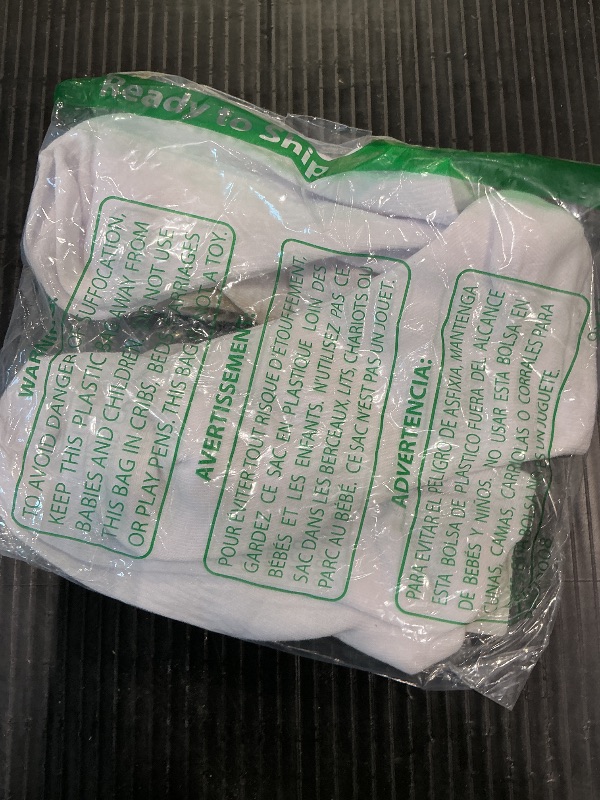 Ready to Ship
WARNING
TO AVOID DANGER OF SUFFOCATION,
KEEP THIS PLASTIC BAG AWAY FROM
BABIES AND CHILDREN. DO NOT USE
THIS BAG IN CRIBS, BEDS, CARRIAGES
OR PLAY PENS. THIS BAG IS NOT A TOY.
AVERTISSEMENT
POUR EVITER TOUT RISQUE D'ETOUFFEMENT,
GARDEZ CE SAC EN PLASTIQUE LOIN DES
BÉBÉS ET LES ENFANTS. N'UTILISEZ PAS CE
SAC DANS LES BERCEAUX, LITS, CHARIOTS OU
PARC AU BÉBÉ. CE SAC N'EST PAS UN JOUET.
ADVERTENCIA:
PARA EVITAR EL PELIGRO DE ASFIXIA, MANTENGA
ESTA BOLSA DE PLASTICO FUERA DEL ALCANCE
DE BEBES Y NIÑOS. NO USAR ESTA BOLSA EN
CUNAS, CAMAS, CARRIOLAS O CORRALES PARA
UN JUGUETE